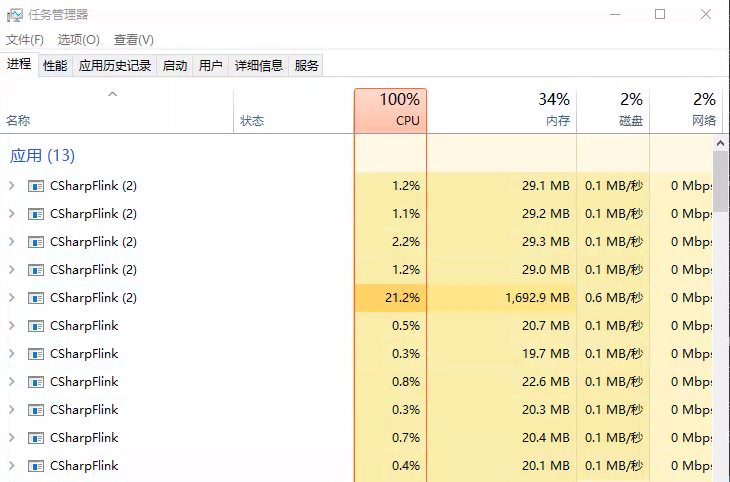 任务管理器
文件(F) 选项(O) 查看(V)
进程 性能 应用历史记录 启动 用户 详细信息 服务
100% 34% 2% 2%
名称 状态 CPU 内存 磁盘 网络
应用 (13)
CSharpFlink (2) 1.2% 29.1 MB 0.1 MB/秒 0 Mbps
CSharpFlink (2) 1.1% 29.2 MB 0.1 MB/秒 0 Mbps
CSharpFlink (2) 2.2% 29.3 MB 0.1 MB/秒 0 Mbps
CSharpFlink (2) 1.2% 29.0 MB 0.1 MB/秒 0 Mbps
CSharpFlink (2) 21.2% 1,692.9 MB 0.6 MB/秒 0 Mbps
CSharpFlink 0.5% 20.7 MB 0.1 MB/秒 0 Mbps
CSharpFlink 0.3% 19.7 MB 0.1 MB/秒 0 Mbps
CSharpFlink 0.8% 22.6 MB 0.1 MB/秒 0 Mbps
CSharpFlink 0.3% 20.3 MB 0.1 MB/秒 0 Mbps
CSharpFlink 0.7% 20.4 MB 0.1 MB/秒 0 Mbps
CSharpFlink 0.4% 20.1 MB 0.1 MB/秒 0 Mbps